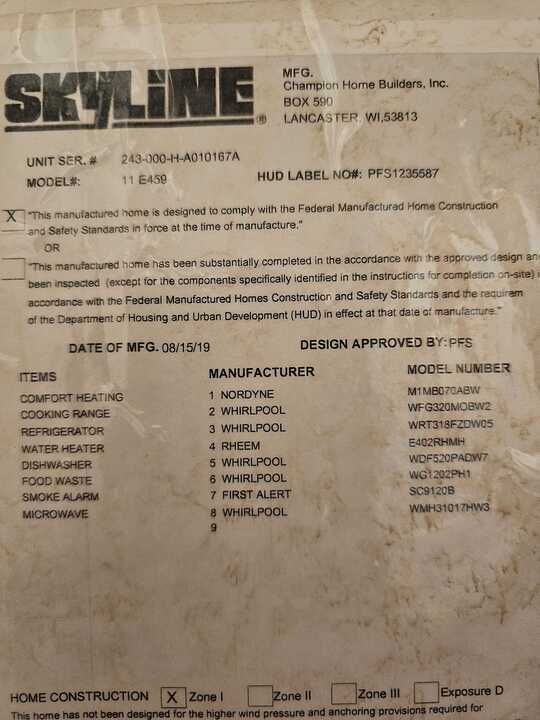 SKYLiNE ®
MFG.
Champion Home Builders, Inc.
BOX 590
LANCASTER, WI,53813
UNIT SER. # 243-000-H-A010167A
MODEL#: 11 E459 HUD LABEL NO#: PFS1235587
X "This manufactured home is designed to comply with the Federal Manufactured Home Construction
and Safety Standards in force at the time of manufacture."
OR
"This manufactured home has been substantially completed in the accordance with the approved design an
been inspected (except for the components specifically identified in the instructions for completion on-site)
accordance with the Federal Manufactured Homes Construction and Safety Standards and the requirem
of the Department of Housing and Urban Development (HUD) in effect at that date of manufacture."
DATE OF MFG. 08/15/19 DESIGN APPROVED BY: PFS
ITEMS MANUFACTURER MODEL NUMBER
COMFORT HEATING 1 NORDYNE M1MB070ABW
COOKING RANGE 2 WHIRLPOOL WFG320MOBW2
REFRIGERATOR 3 WHIRLPOOL WRT318FZDW05
WATER HEATER 4 RHEEM E402RHMH
DISHWASHER 5 WHIRLPOOL WDF520PADW7
FOOD WASTE 6 WHIRLPOOL WG1202PH1
SMOKE ALARM 7 FIRST ALERT SC9120B
MICROWAVE 8 WHIRLPOOL WMH31017HW3
9
HOME CONSTRUCTION X Zone I Zone II Zone III Exposure D
This home has not been designed for the higher wind pressure and anchoring provisions required for